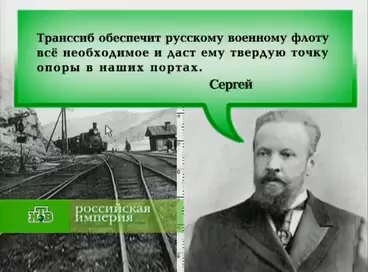 Транссиб обеспечит русскому военному флоту
всё необходимое и даст ему твердую точку
опоры в наших портах.
Сергей
НТВ
российская
империя